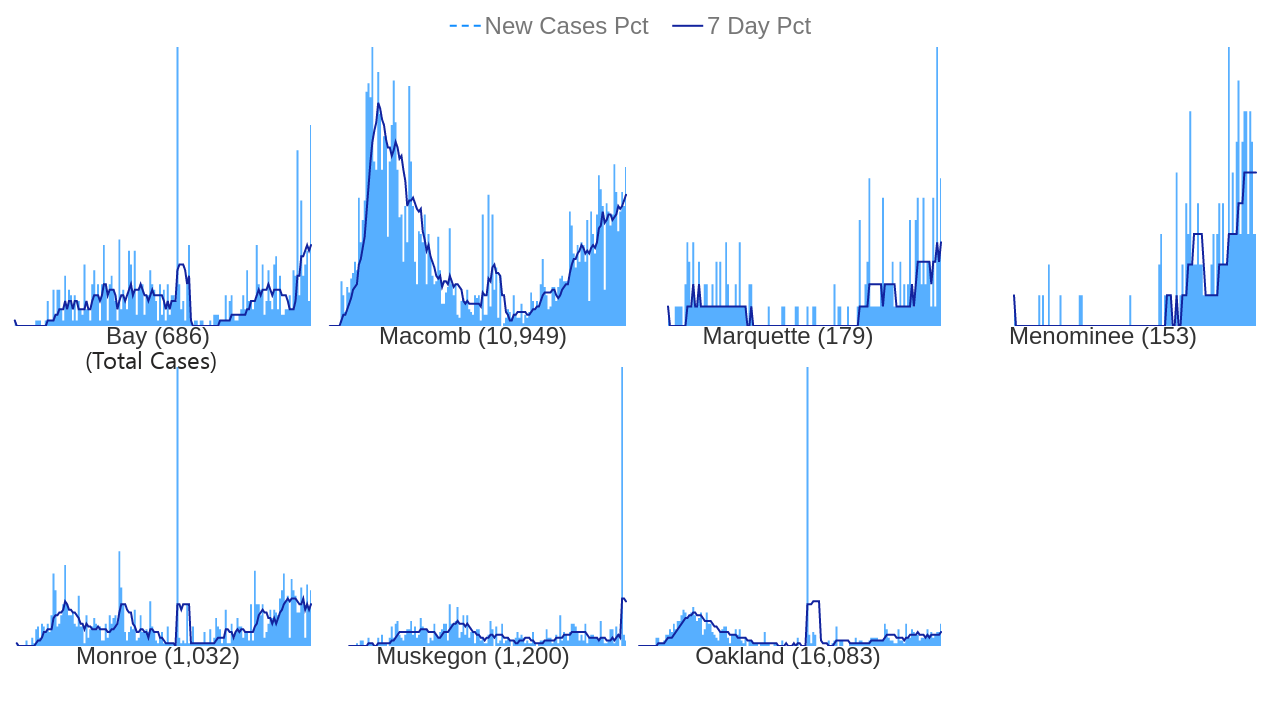 New Cases Pct 7 Day Pct
Bay (686) Macomb (10,949) Marquette (179) Menominee (153)
(Total Cases)
Monroe (1,032) Muskegon (1,200) Oakland (16,083)